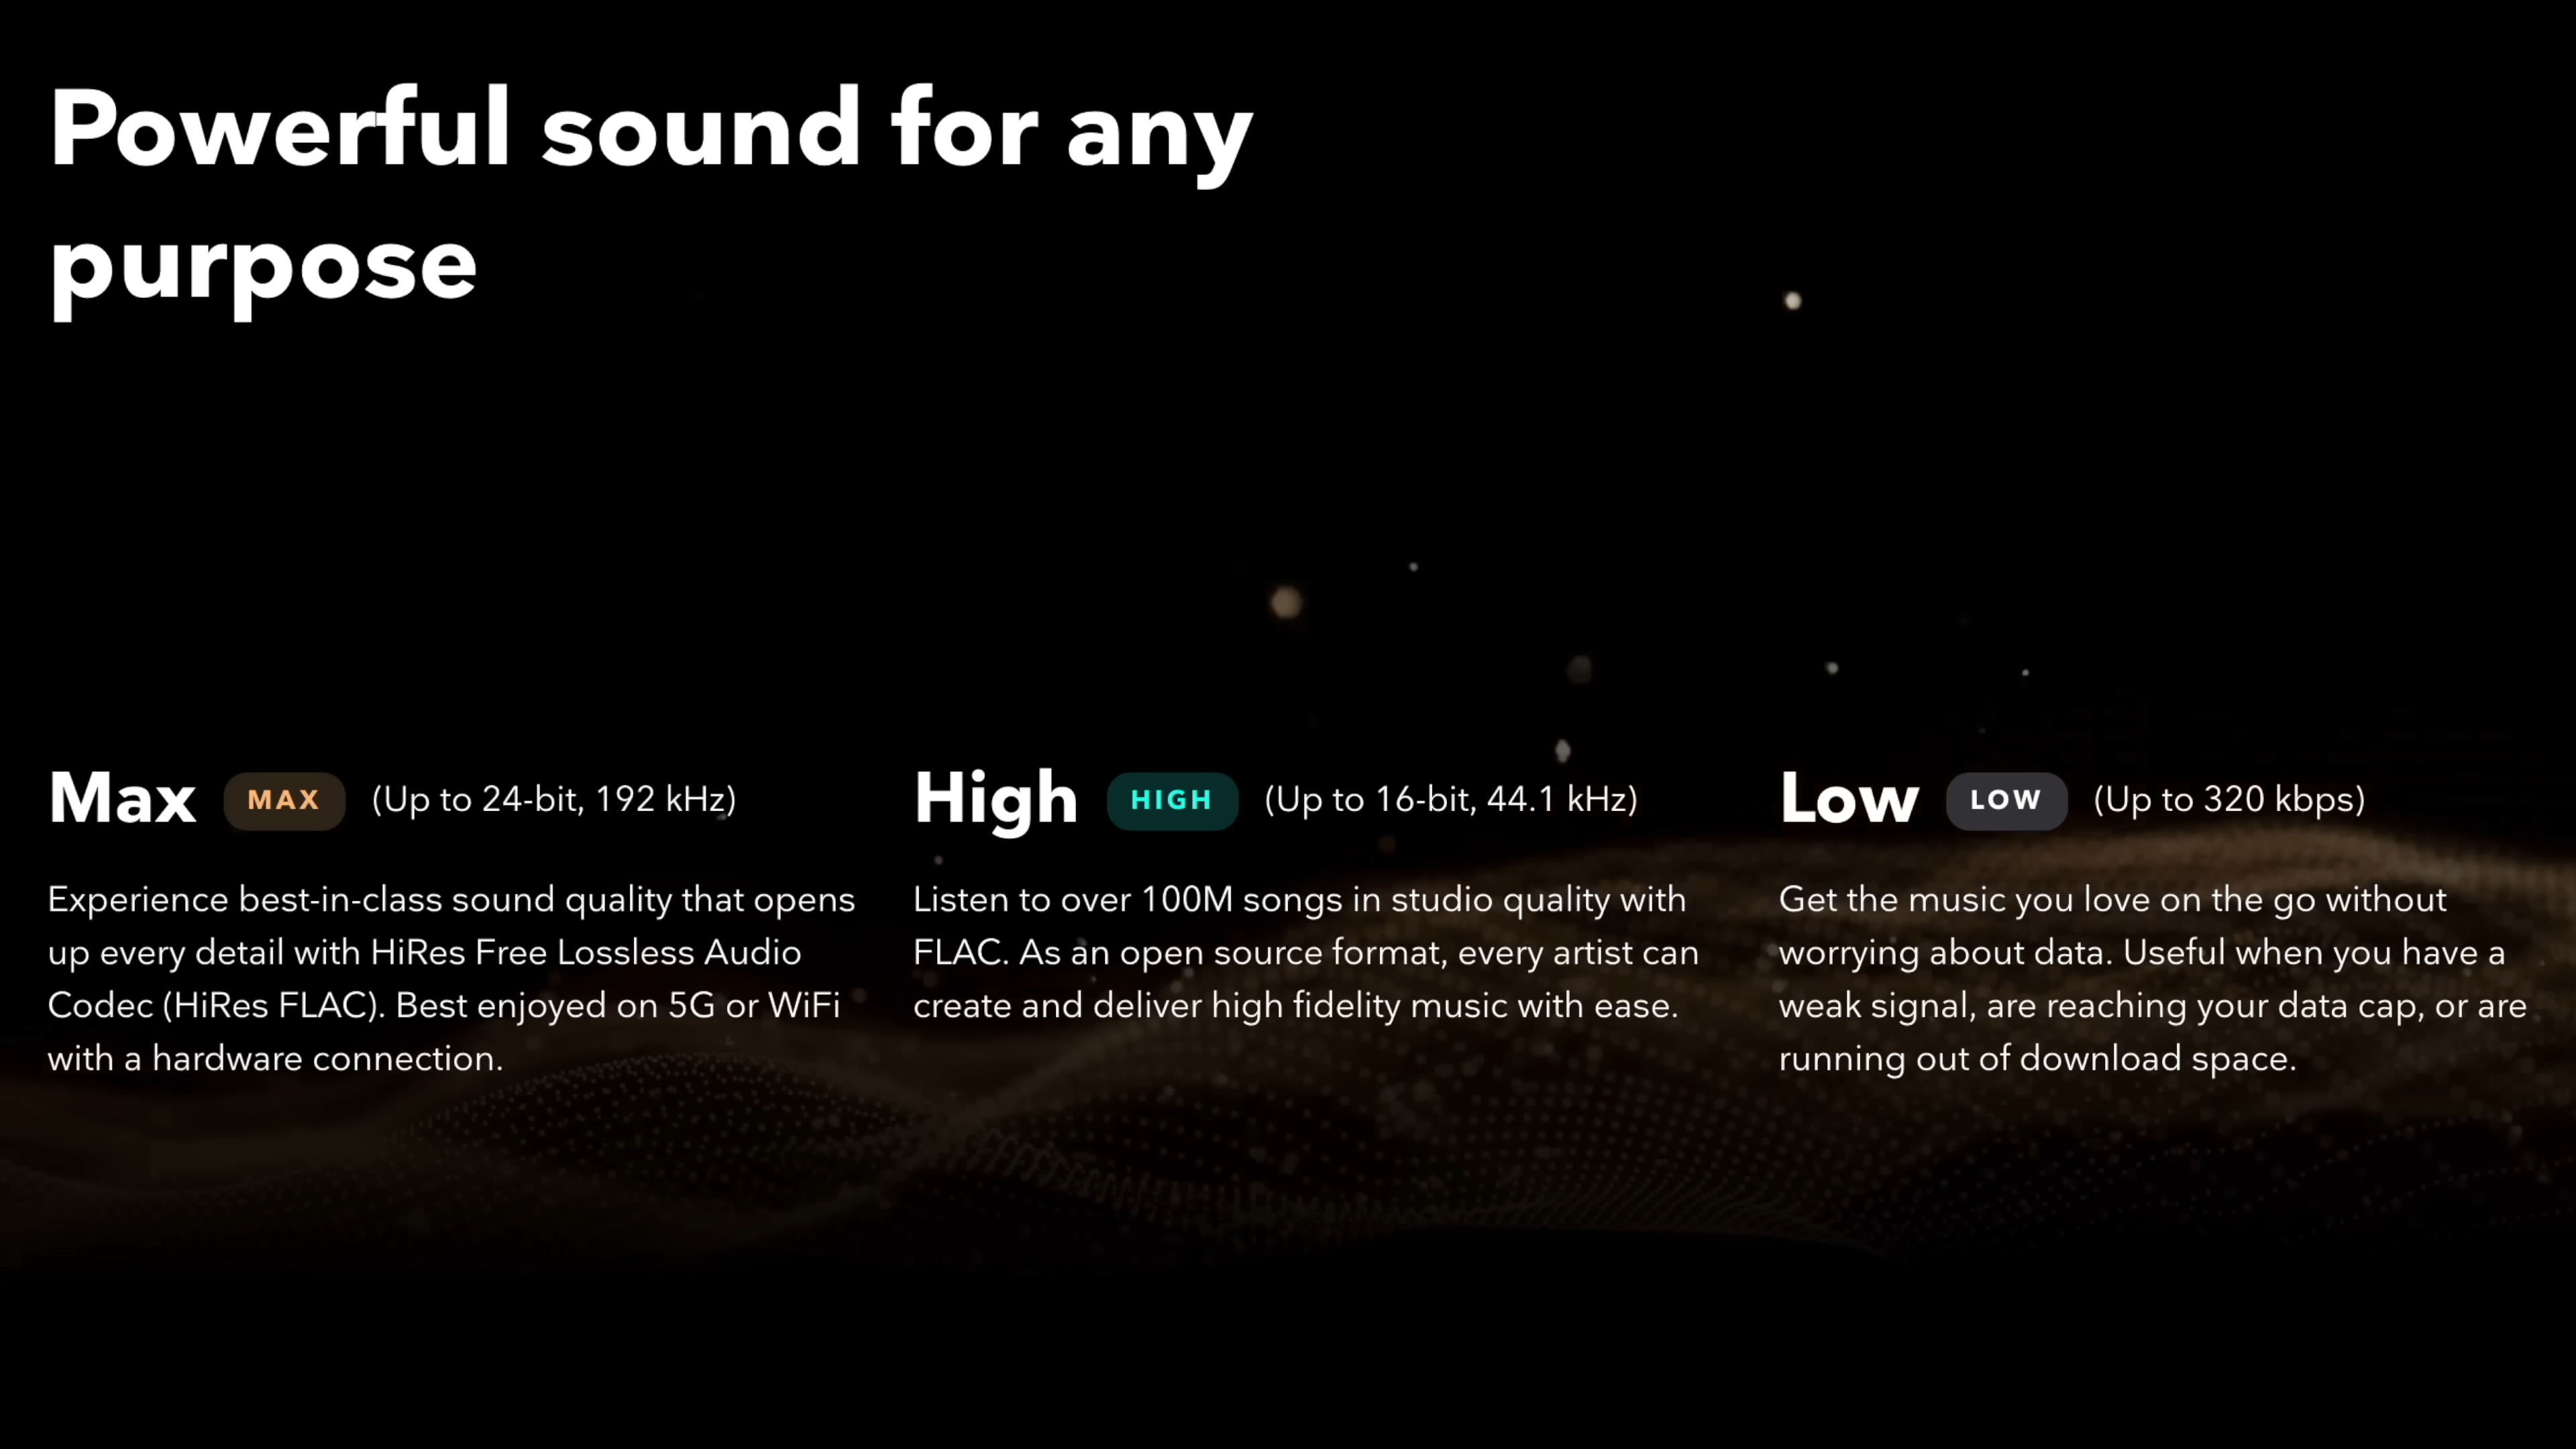 Powerful sound for any
purpose
Max MAX (Up to 24-bit, 192 kHz)
Experience best-in-class sound quality that opens
up every detail with HiRes Free Lossless Audio
Codec (HiRes FLAC). Best enjoyed on 5G or WiFi
with a hardware connection.
High HIGH (Up to 16-bit, 44.1 kHz)
Listen to over 100M songs in studio quality with
FLAC. As an open source format, every artist can
create and deliver high fidelity music with ease.
Low LOW (Up to 320 kbps)
Get the music you love on the go without
worrying about data. Useful when you have a
weak signal, are reaching your data cap, or are
running out of download space.